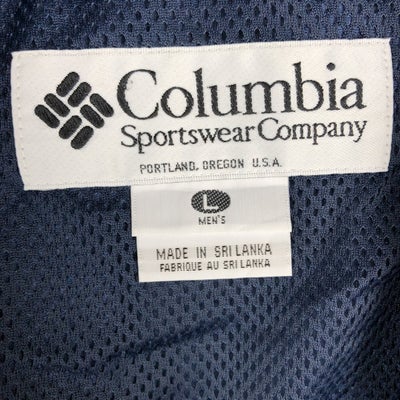 Columbia
Sportswear Company
PORTLAND, OREGON U.S.A.
L
MEN'S
MADE IN SRI LANKA
FABRIQUE AU SRI LANKA